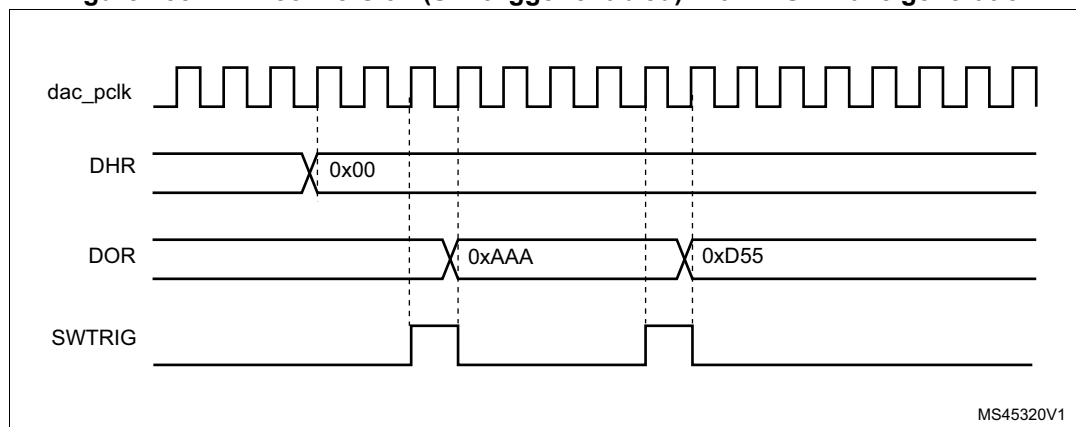 dac_pclk
DHR
0x00
DOR
0xAAA
0xD55
SWTRIG
MS45320V1